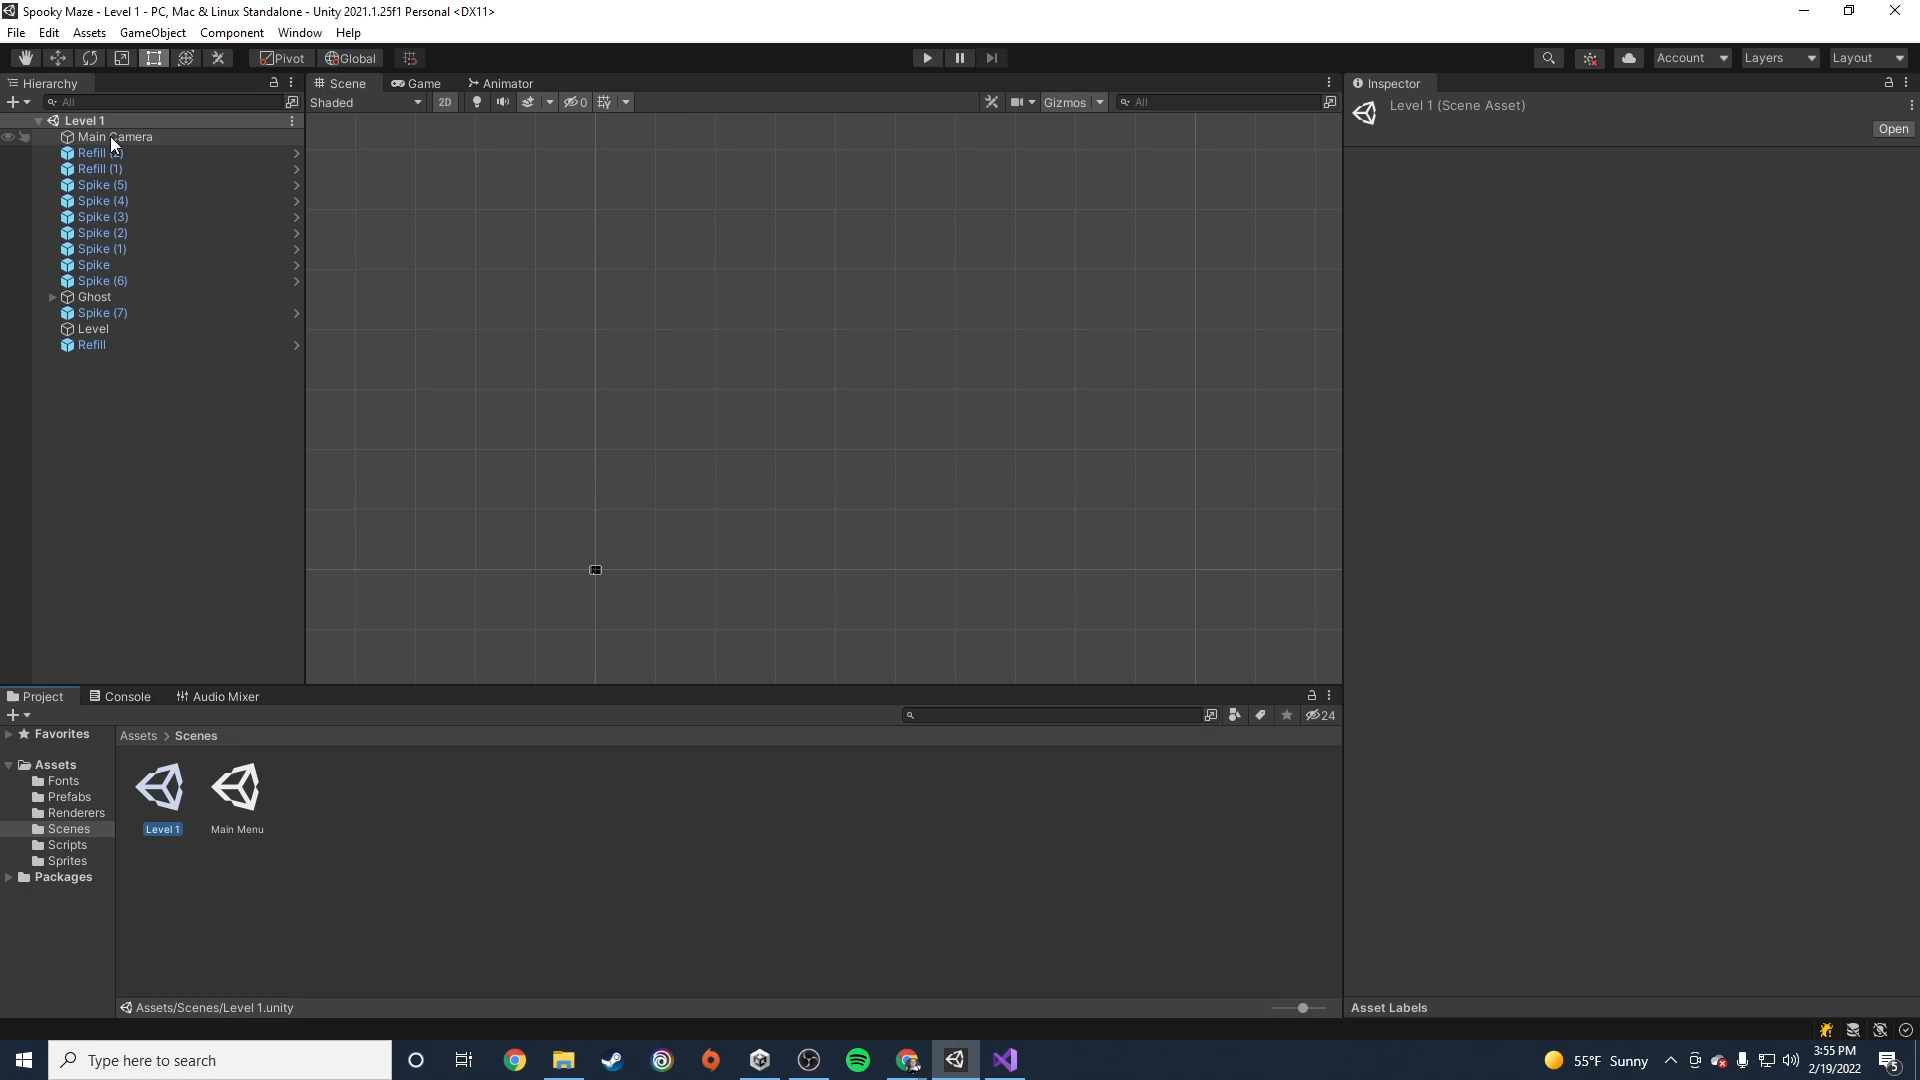 Spooky Maze - Level 1 - PC, Mac & Linux Standalone - Unity 2021.1.25f1 Personal <DX11>
File Edit Assets GameObject Component Window Help
Pivot Global Account Layers Layout
Hierarchy Scene Game Animator Inspector
All Shaded 2D 0 Gizmos All
Level 1 (Scene Asset)
Open
Level 1
Main Camera
Refill (2)
Refill (1)
Spike (5)
Spike (4)
Spike (3)
Spike (2)
Spike (1)
Spike
Spike (6)
Ghost
Spike (7)
Level
Refill
Project Console Audio Mixer
24
Favorites
Assets > Scenes
Assets
Fonts
Prefabs
Renderers
Scenes
Scripts
Sprites
Packages
Level 1 Main Menu
Assets/Scenes/Level 1.unity
Asset Labels
Type here to search
55°F Sunny
3:55 PM
2/19/2022
5